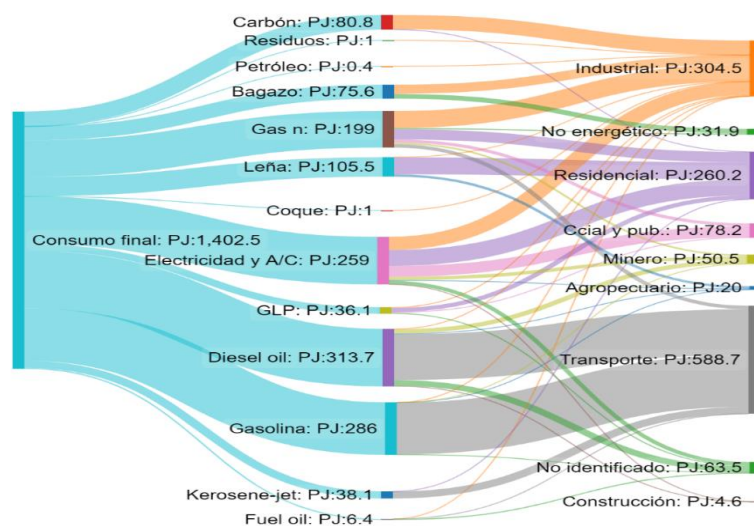 Carbón: PJ:80.8
Residuos: PJ:1
Petróleo: PJ:0.4
Bagazo: PJ:75.6
Gas n: PJ:199
Leña: PJ:105.5
Coque: PJ:1
Consumo final: PJ:1,402.5
Electricidad y A/C: PJ:259
GLP: PJ:36.1
Diesel oil: PJ:313.7
Gasolina: PJ:286
Kerosene-jet: PJ:38.1
Fuel oil: PJ:6.4
Industrial: PJ:304.5
No energético: PJ:31.9
Residencial: PJ:260.2
Ccial y pub.: PJ:78.2
Minero: PJ:50.5
Agropecuario: PJ:20
Transporte: PJ:588.7
No identificado: PJ:63.5
Construcción: PJ:4.6